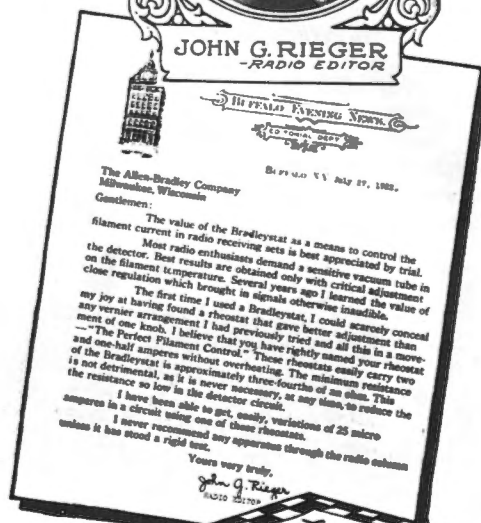 JOHN G. RIEGER
-RADIO EDITOR
BUFFALO EVENING NEWS.
EDITORIAL DEPT
BUFFALO N.Y. July 27, 1922.
The Allen-Bradley Company
Milwaukee, Wisconsin
Gentlemen:
The value of the Bradleystat as a means to control the
filament current in radio receiving sets is best appreciated by trial.
Most radio enthusiasts demand a sensitive vacuum tube in
the detector. Best results are obtained only with critical adjustment
on the filament temperature. Several years ago I learned the value of
close regulation which brought in signals otherwise inaudible.
The first time I used a Bradleystat, I could scarcely conceal
my joy at having found a rheostat that gave better adjustment than
any vernier arrangement I had previously tried and all this in a move-
ment of one knob. I believe that you have rightly named your rheostat
—"The Perfect Filament Control." These rheostats easily carry two
and one-half amperes without overheating. The minimum resistance
of the Bradleystat is approximately three-fourths of an ohm. This
is not detrimental, as it is never necessary, at any time, to reduce the
the resistance so low in the detector circuit.
I have been able to get, easily, variations of 25 micro
amperes in a circuit using one of these rheostats.
I never recommend any apparatus through the radio column
unless it has stood a rigid test.
Yours very truly,
John G. Rieger
RADIO EDITOR